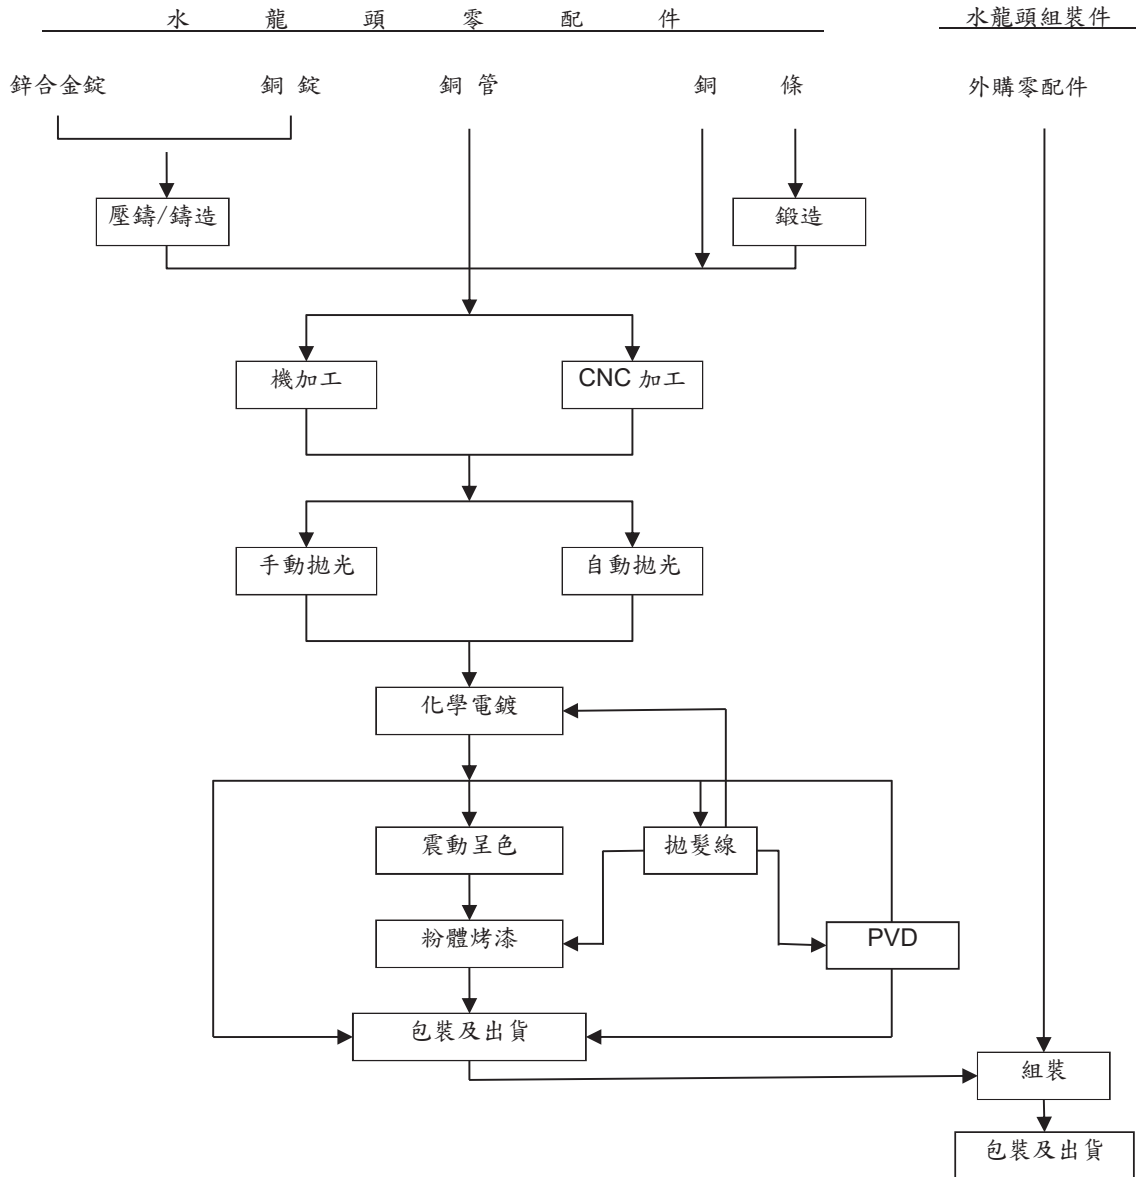 水龍頭零配件
水龍頭組裝件
鋅合金錠
銅錠
銅管
銅條
外購零配件
壓鑄/鑄造
鍛造
機加工
CNC 加工
手動拋光
自動拋光
化學電鍍
震動呈色
拋髮線
粉體烤漆
PVD
包裝及出貨
組裝
包裝及出貨